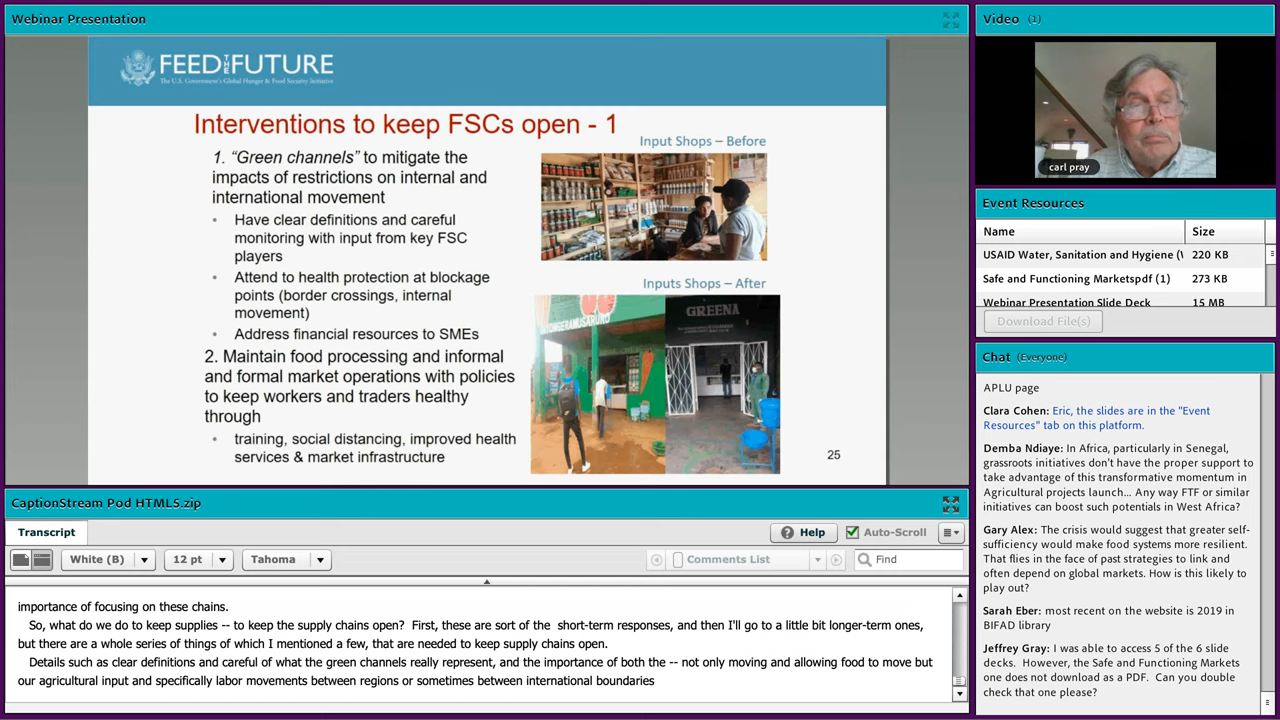 Webinar Presentation
FEED THE FUTURE
The U.S. Government's Global Hunger & Food Security Initiative
Interventions to keep FSCs open - 1
1. “Green channels” to mitigate the
impacts of restriction in internal and
international movement
• Have clear definitions and careful
monitoring with input from key FSC
players
• Attend to health protection at blockage
points (border crossings, internal
movement)
• Address financial resources to SMEs
2. Maintain food processing and informal
and formal market operations with policies
to keep workers and traders healthy
through
• training, social distancing, improved health
services & market infrastructure
Input Shops – Before
Inputs Shops – After
GREENA
25
CaptionStream Pod HTML5.zip
Transcript
Help
Auto-Scroll
White (B)
12 pt
Tahoma
Comments List
Find
importance of focusing on these chains.
So, what do we do to keep supplies -- to keep the supply chains open? First, these are sort of the short-term responses, and then I'll go to a little bit longer-term ones,
but there are a whole series of things of which I mentioned a few, that are needed to keep supply chains open.
Details such as clear definitions and careful of what the green channels really represent, and the importance of both the -- not only moving and allowing food to move but
our agricultural input and specifically labor movements between regions or sometimes between international boundaries
Video (1)
carl pray
Event Resources
Name Size
USAID Water, Sanitation and Hygiene (\ 220 KB
Safe and Functioning Marketspdf (1) 273 KB
Webinar Presentation Slide Deck 15 MB
Download File(s)
Chat (Everyone)
APLU page
Clara Cohen: Eric, the slides are in the "Event
Resources" tab on this platform.
Demba Ndiaye: In Africa, particularly in Senegal,
grassroots initiatives don't have the proper support to
take advantage of this transformative momentum in
Agricultural projects launch... Any way FTF or similar
initiatives can boost such potentials in West Africa?
Gary Alex: The crisis would suggest that greater self-
sufficiency would make food systems more resilient.
That flies in the face of past strategies to link and
often depend on global markets. How is this likely to
play out?
Sarah Eber: most recent on the website is 2019 in
BIFAD library
Jeffrey Gray: I was able to access 5 of the 6 slide
decks. However, the Safe and Functioning Markets
one does not download as a PDF. Can you double
check that one please?